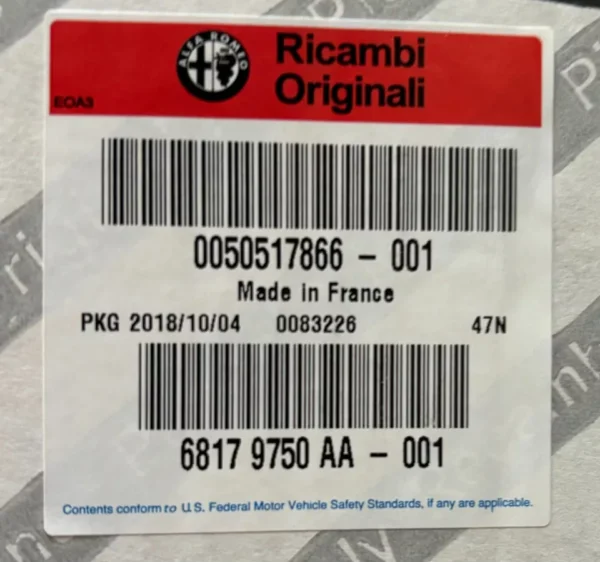 ALFA ROMEO
Ricambi
Originali
EOA3
0050517866 - 001
Made in France
PKG 2018/10/04 0083226 47N
6817 9750 AA - 001
Contents conform to U.S. Federal Motor Vehicle Safety Standards, if any are applicable.